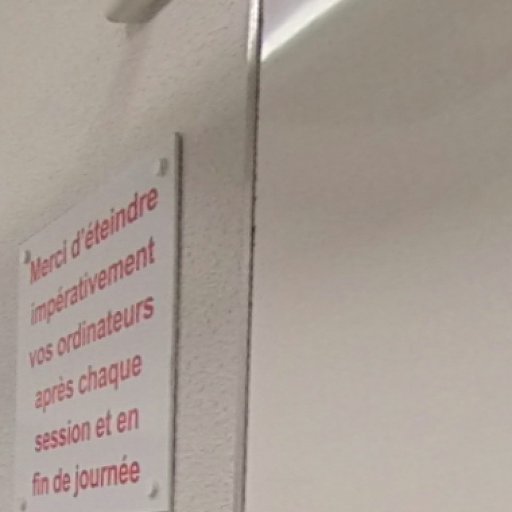 Merci d'éteindre
impérativement
vos ordinateurs
après chaque
session et en
fin de journée